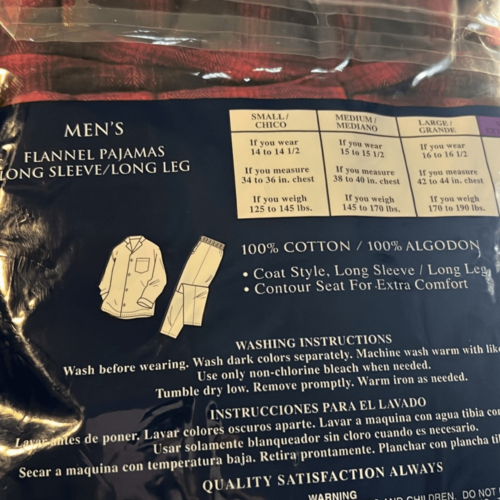 MEN'S
FLANNEL PAJAMAS
LONG SLEEVE/LONG LEG
SMALL/ CHICO
MEDIUM/ MEDIANO
LARGE/ GRANDE
If you wear 14 to 14 1/2
If you wear 15 to 15 1/2
If you wear 16 to 16 1/2
If you measure 34 to 36 in. chest
If you measure 38 to 40 in. chest
If you measure 42 to 44 in. chest
If you weigh 125 to 145 lbs.
If you weigh 145 to 170 lbs.
If you weigh 170 to 190 lbs.
100% COTTON / 100% ALGODON
• Coat Style, Long Sleeve / Long Leg
• Contour Seat For Extra Comfort
WASHING INSTRUCTIONS
Wash before wearing. Wash dark colors separately. Machine wash warm with like
Use only non-chlorine bleach when needed.
Tumble dry low. Remove promptly. Warm iron as needed.
INSTRUCCIONES PARA EL LAVADO
Lavar antes de poner. Lavar colores oscuros aparte. Lavar a maquina con agua tibia con
Usar solamente blanqueador sin cloro cuando es necesario.
Secar a maquina con temperatura baja. Retira prontamente. Planchar con plancha
QUALITY SATISFACTION ALWAYS
WARNING
AND CHILDREN. DO NOT